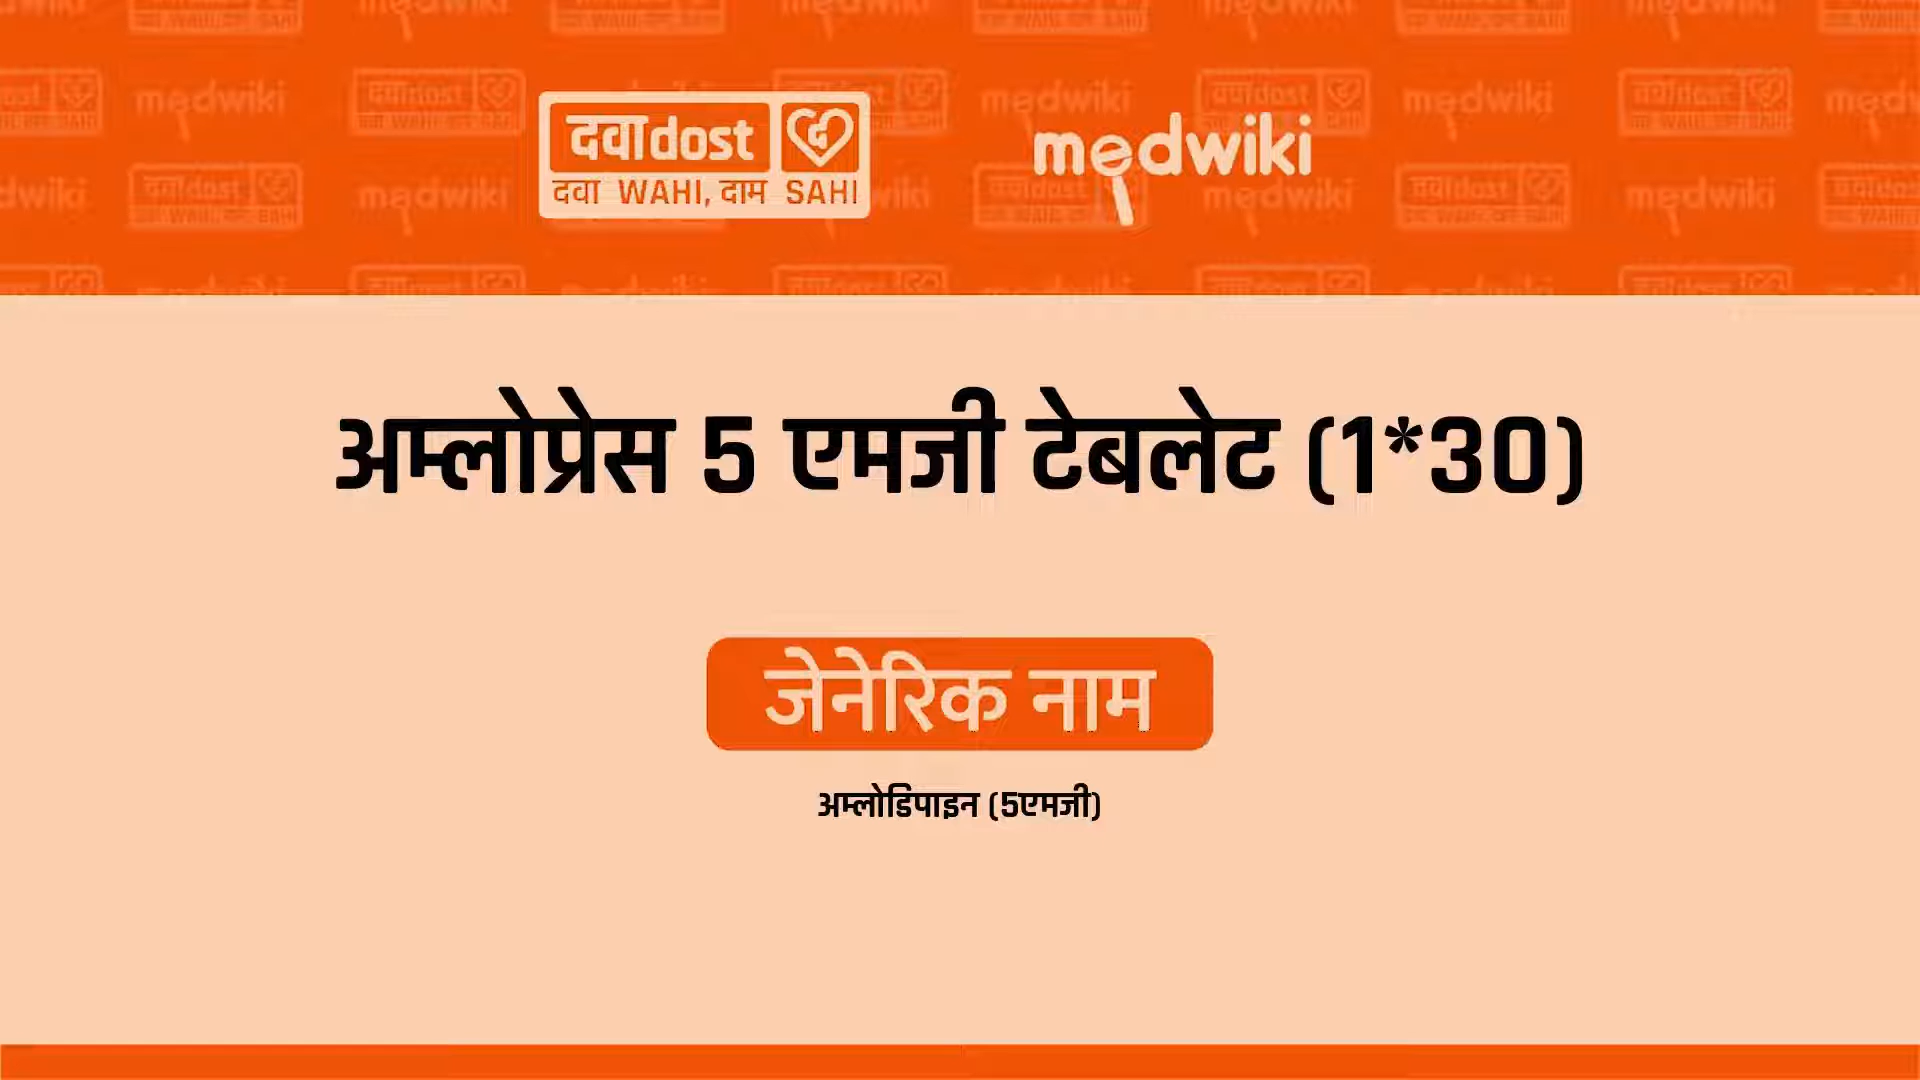 दवाdost
दवा WAHI, दाम SAHI
medwiki
अम्लोप्रेस 5 एमजी टेबलेट (1*30)
जेनेरिक नाम
अम्लोडिपाइन (5एमजी)